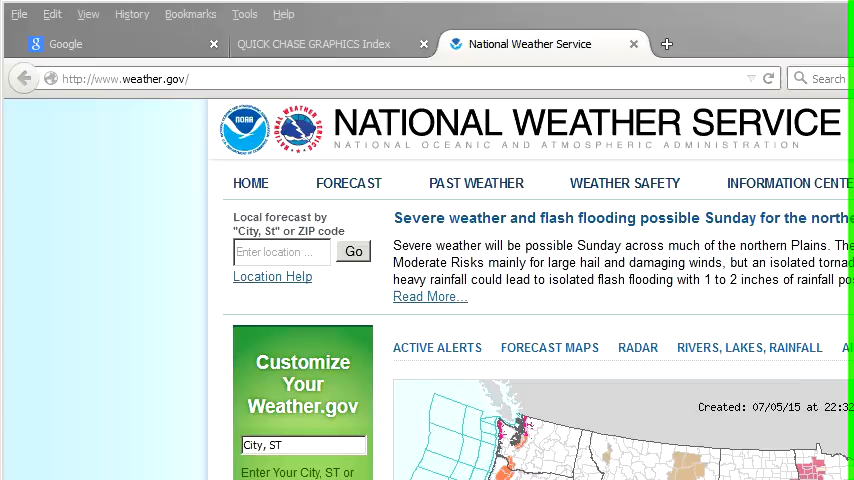 File Edit View History Bookmarks Tools Help
Google QUICK CHASE GRAPHICS Index National Weather Service
http://www.weather.gov/ Search
NOAA NATIONAL WEATHER SERVICE
NATIONAL OCEANIC AND ATMOSPHERIC ADMINISTRATION
HOME FORECAST PAST WEATHER WEATHER SAFETY INFORMATION CENTE
Local forecast by
"City, St" or ZIP code
Enter location ... Go
Location Help
Severe weather and flash flooding possible Sunday for the northe
Severe weather will be possible Sunday across much of the northern Plains. The
Moderate Risks mainly for large hail and damaging winds, but an isolated tornad
heavy rainfall could lead to isolated flash flooding with 1 to 2 inches of rainfall po
Read More...
Customize
Your
Weather.gov
City, ST
Enter Your City, ST or
ACTIVE ALERTS FORECAST MAPS RADAR RIVERS, LAKES, RAINFALL
Created: 07/05/15 at 22:32